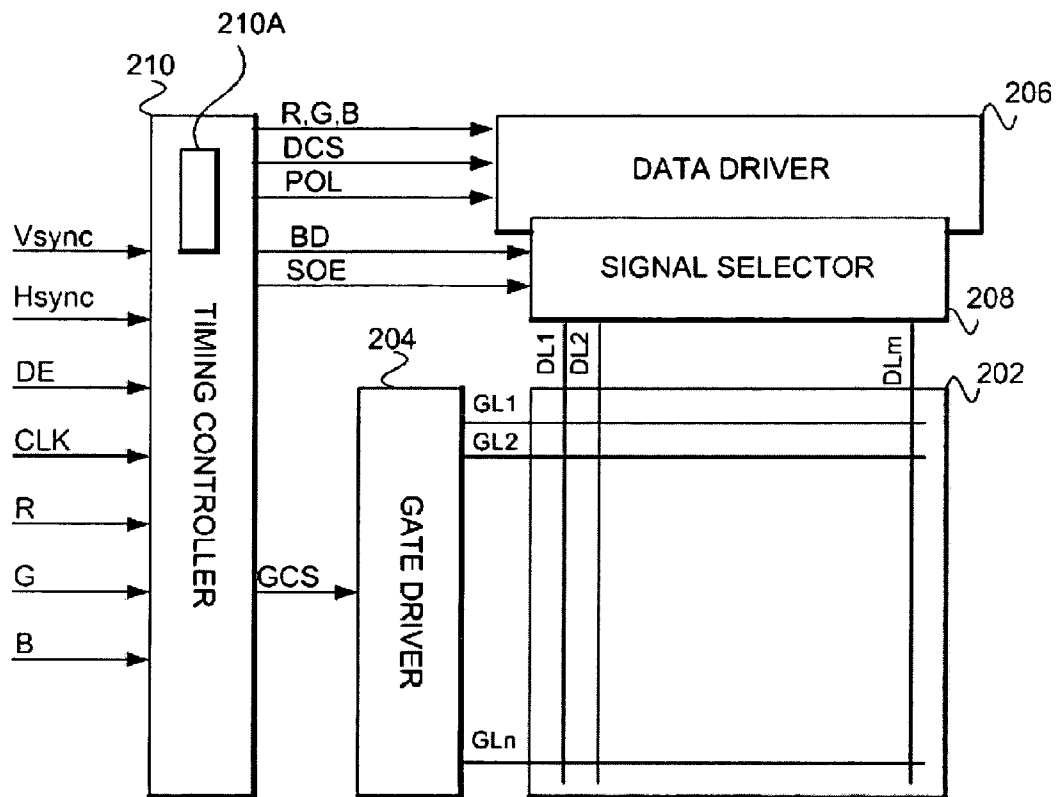 210A
210
206
R,G,B
DCS
POL
DATA DRIVER
Vsync
BD
SOE
SIGNAL SELECTOR
Hsync
208
TIMING CONTROLLER
204
DL1
DL2
DLm
202
DE
GL1
CLK
GL2
R
GATE DRIVER
G
GCS
B
GLn